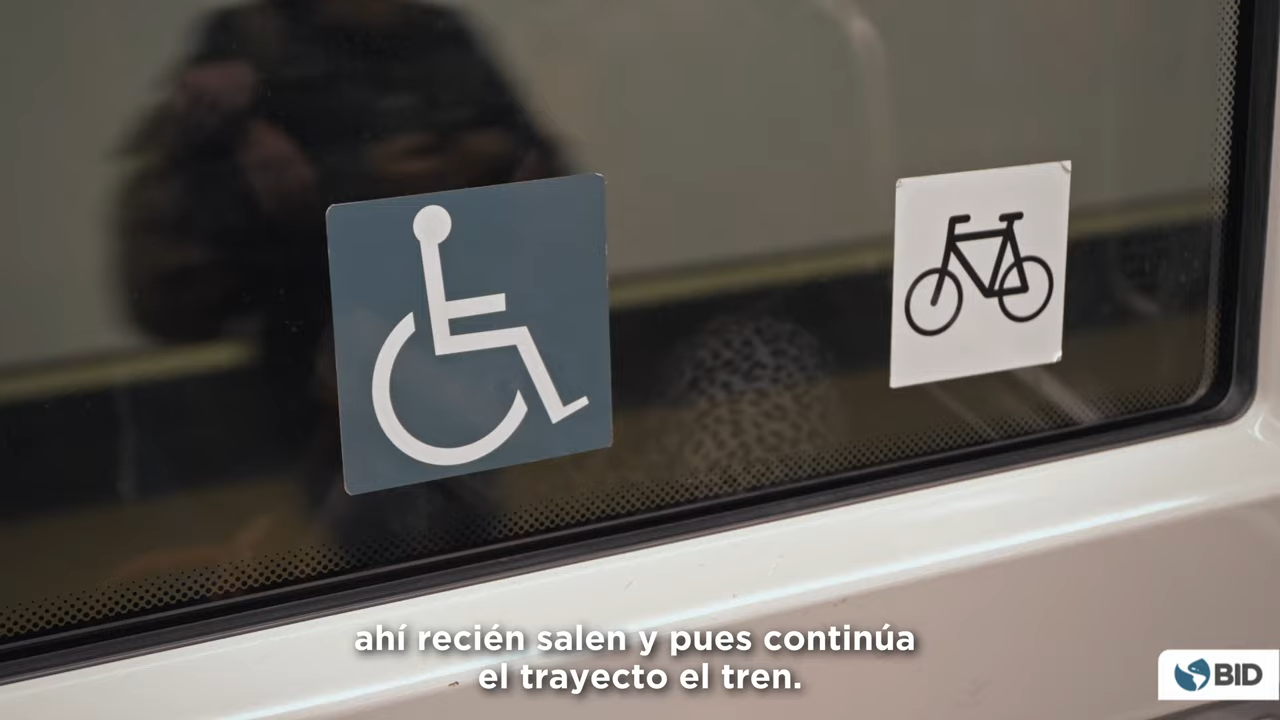 ahí recién salen y pues continúa
el trayecto el tren.
BID